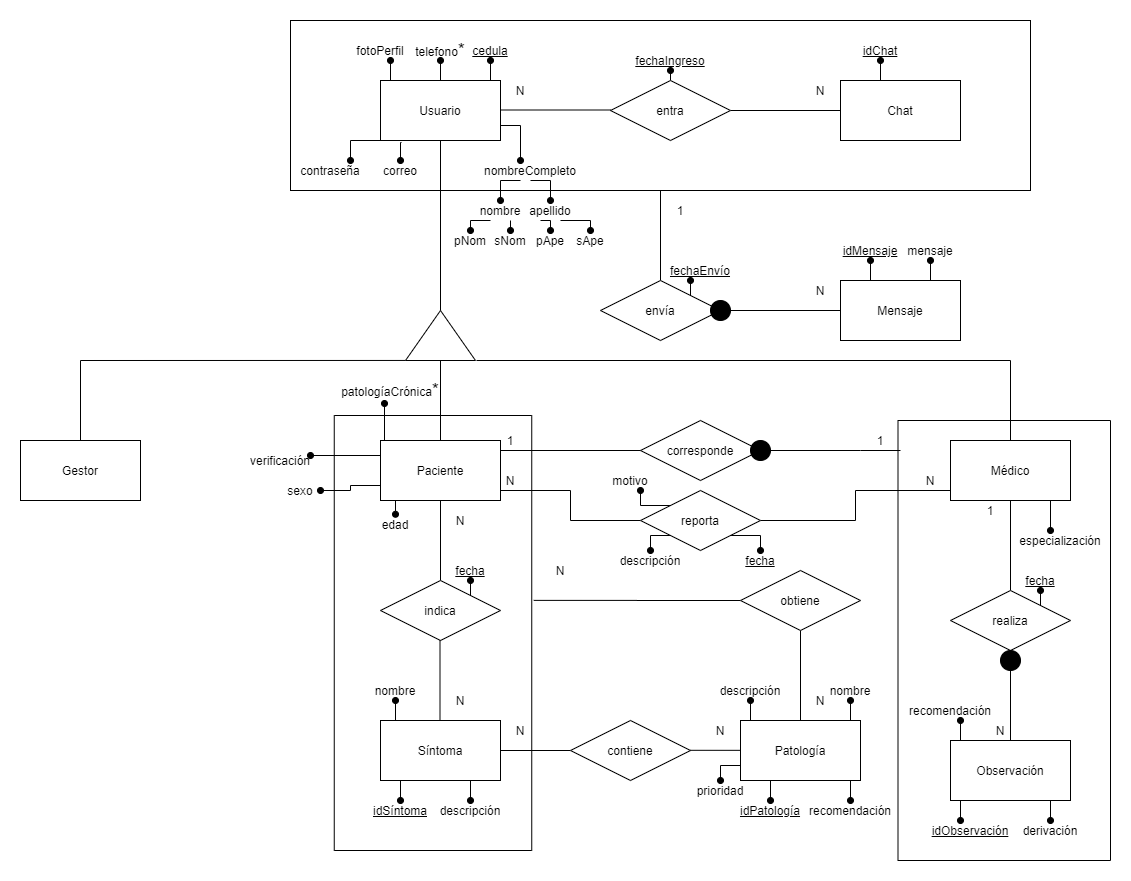 fotoPerfil
telefono*
cedula
fechaIngreso
idChat
N
N
Usuario
entra
Chat
contraseña
correo
nombreCompleto
nombre
apellido
1
pNom
sNom
pApe
sApe
idMensaje
mensaje
fechaEnvío
N
envía
Mensaje
patologíaCrónica*
1
1
verificación
Gestor
Paciente
corresponde
Médico
N
motivo
N
sexo
1
edad
N
reporta
especialización
descripción
fecha
fecha
N
fecha
indica
obtiene
realiza
nombre
N
descripción
N
nombre
recomendación
N
N
N
Síntoma
contiene
Patología
Observación
prioridad
idSíntoma
descripción
idPatología
recomendación
idObservación
derivación